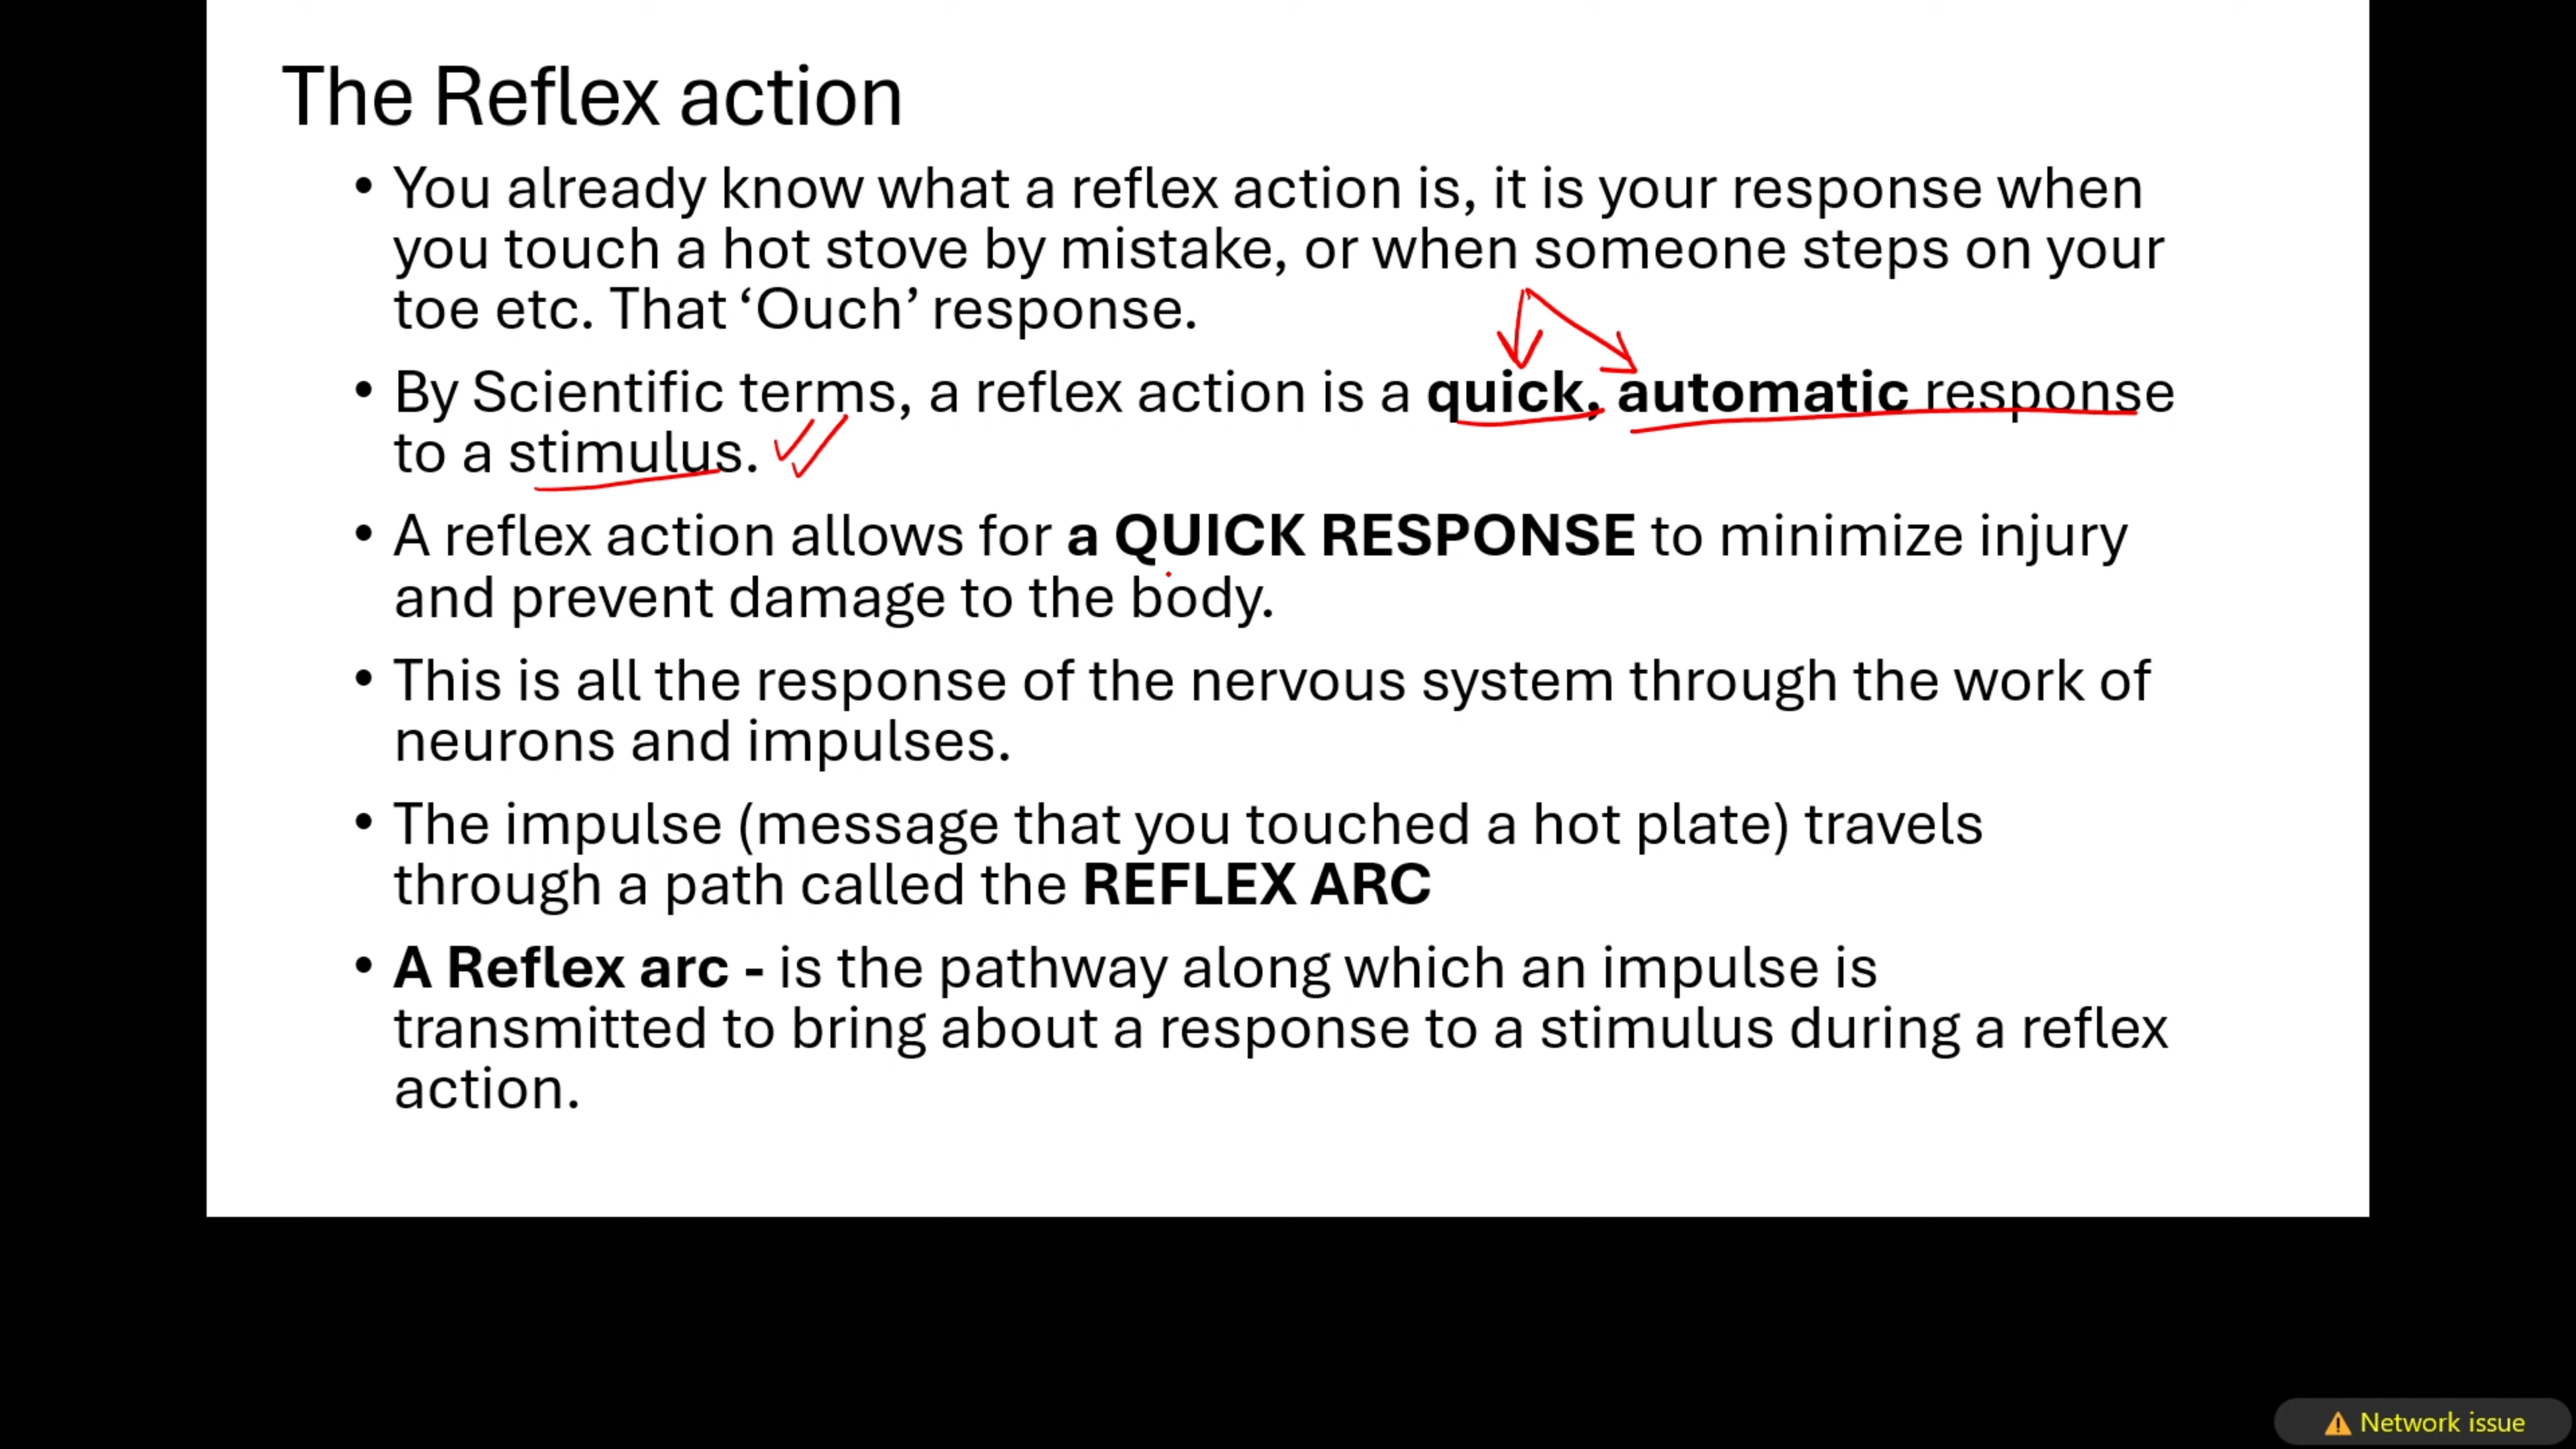 The Reflex action
• You already know what a reflex action is, it is your response when
you touch a hot stove by mistake, or when someone steps on your
toe etc. That ‘Ouch’ response.
• By Scientific terms, a reflex action is a quick, automatic response
to a stimulus.
• A reflex action allows for a QUICK RESPONSE to minimize injury
and prevent damage to the body.
• This is all the response of the nervous system through the work of
neurons and impulses.
• The impulse (message that you touched a hot plate) travels
through a path called the REFLEX ARC
• A Reflex arc - is the pathway along which an impulse is
transmitted to bring about a response to a stimulus during a reflex
action.
Network issue